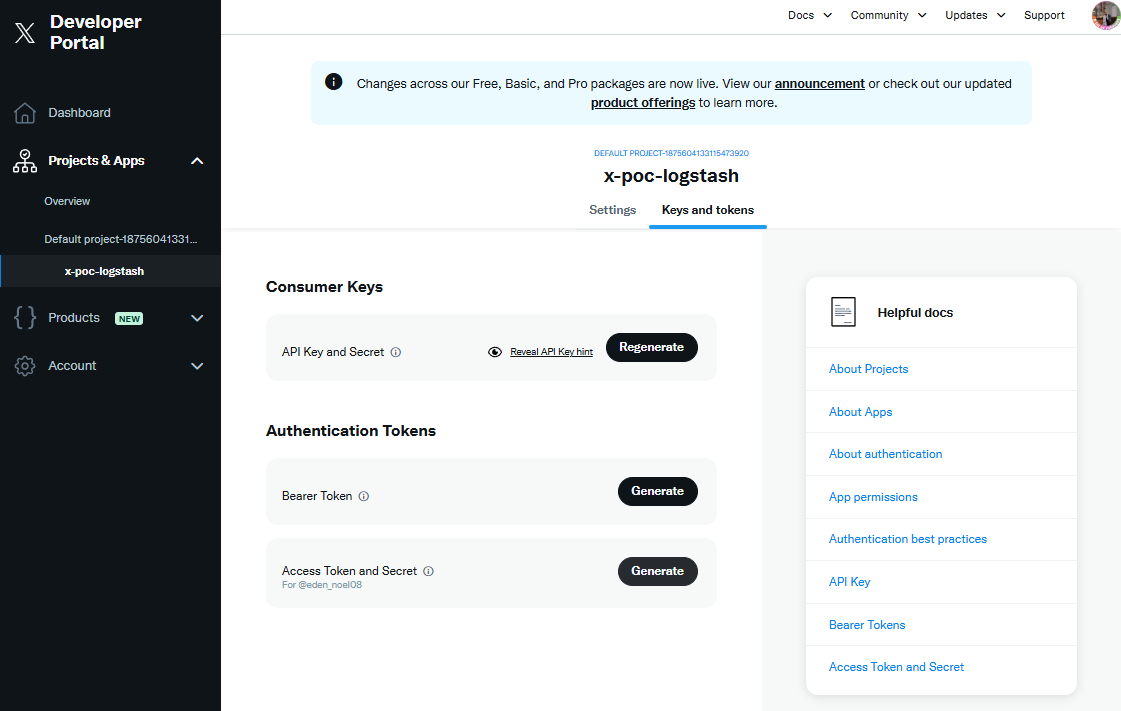 Developer
Portal
Docs
Community
Updates
Support
Dashboard
Projects & Apps
Overview
Default project-18756041331...
x-poc-logstash
Products NEW
Account
Changes across our Free, Basic, and Pro packages are now live. View our announcement or check out our updated
product offerings to learn more.
DEFAULT PROJECT-1875604133115473920
x-poc-logstash
Settings
Keys and tokens
Consumer Keys
API Key and Secret
Reveal API Key hint
Regenerate
Authentication Tokens
Bearer Token
Generate
Access Token and Secret
For @eden_noel08
Generate
Helpful docs
About Projects
About Apps
About authentication
App permissions
Authentication best practices
API Key
Bearer Tokens
Access Token and Secret